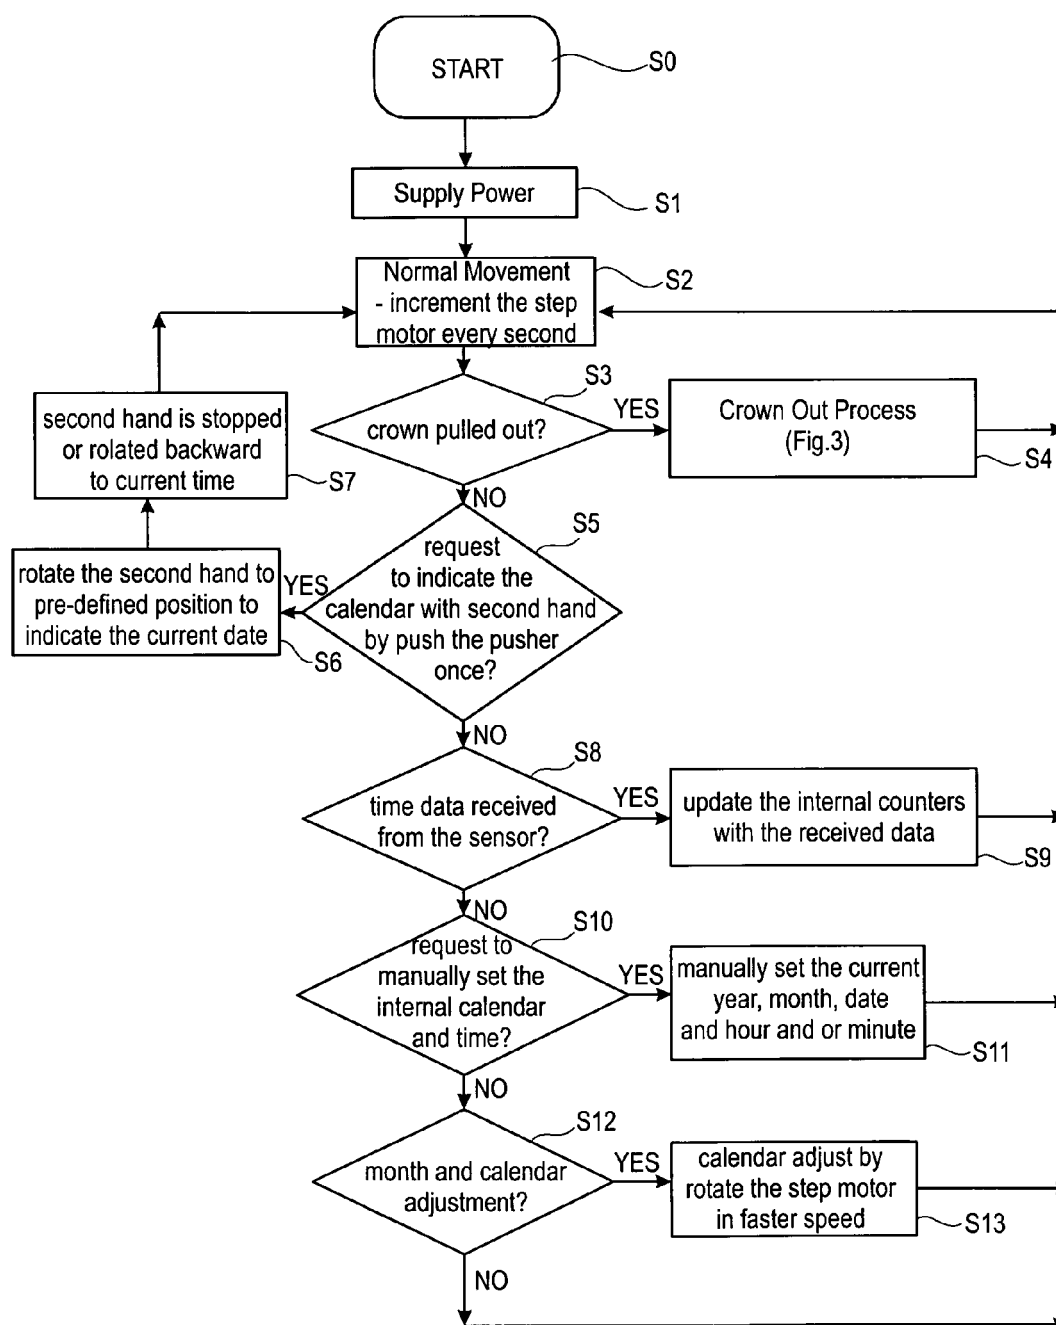 START
S0
Supply Power
S1
Normal Movement
- increment the step
motor every second
S2
crown pulled out?
S3
YES
Crown Out Process
(Fig.3)
S4
NO
second hand is stopped
or rolated backward
to current time
S7
request
to indicate the
calendar with second hand
by push the pusher
once?
S5
YES
rotate the second hand to
pre-defined position to
indicate the current date
S6
NO
time data received
from the sensor?
S8
YES
update the internal counters
with the received data
S9
NO
request to
manually set the
internal calendar
and time?
S10
YES
manually set the current
year, month, date
and hour and or minute
S11
NO
month and calendar
adjustment?
S12
YES
calendar adjust by
rotate the step motor
in faster speed
S13
NO